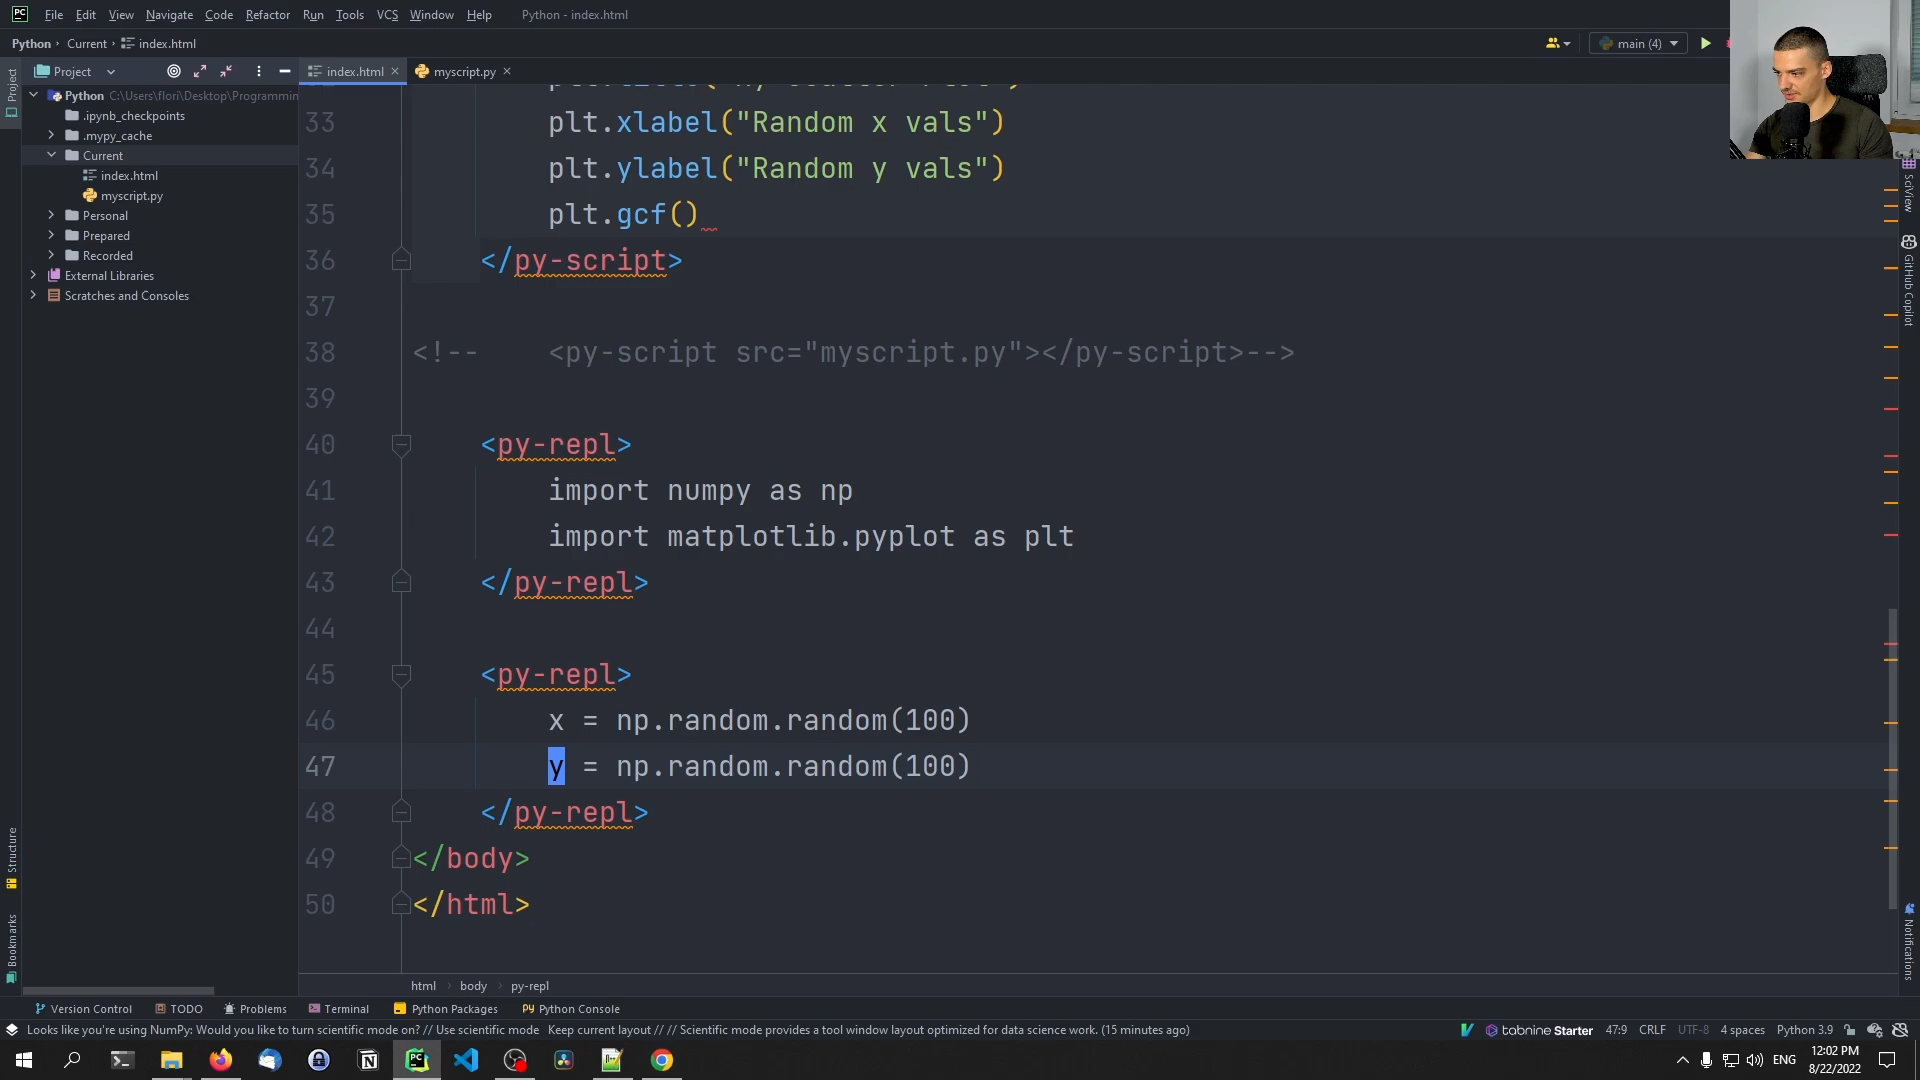 File Edit View Navigate Code Refactor Run Tools VCS Window Help Python - index.html
Python Current index.html main (4)
Project index.html myscript.py
Project
Python C:\Users\flori\Desktop\Programmin
.ipynb_checkpoints
.mypy_cache
Current
index.html
myscript.py
Personal
Prepared
Recorded
External Libraries
Scratches and Consoles
33 plt.xlabel("Random x vals")
34 plt.ylabel("Random y vals")
35 plt.gcf()
36 </py-script>
37
38 <!-- <py-script src="myscript.py"></py-script>-->
39
40 <py-repl>
41 import numpy as np
42 import matplotlib.pyplot as plt
43 </py-repl>
44
45 <py-repl>
46 x = np.random.random(100)
47 y = np.random.random(100)
48 </py-repl>
49 </body>
50 </html>
SciView
GitHub Copilot
Notifications
Structure
Bookmarks
html body py-repl
Version Control TODO Problems Terminal Python Packages Python Console
Looks like you're using NumPy: Would you like to turn scientific mode on? // Use scientific mode Keep current layout // // Scientific mode provides a tool window layout optimized for data science work. (15 minutes ago) tabnine Starter 47:9 CRLF UTF-8 4 spaces Python 3.9
ENG 12:02 PM
8/22/2022